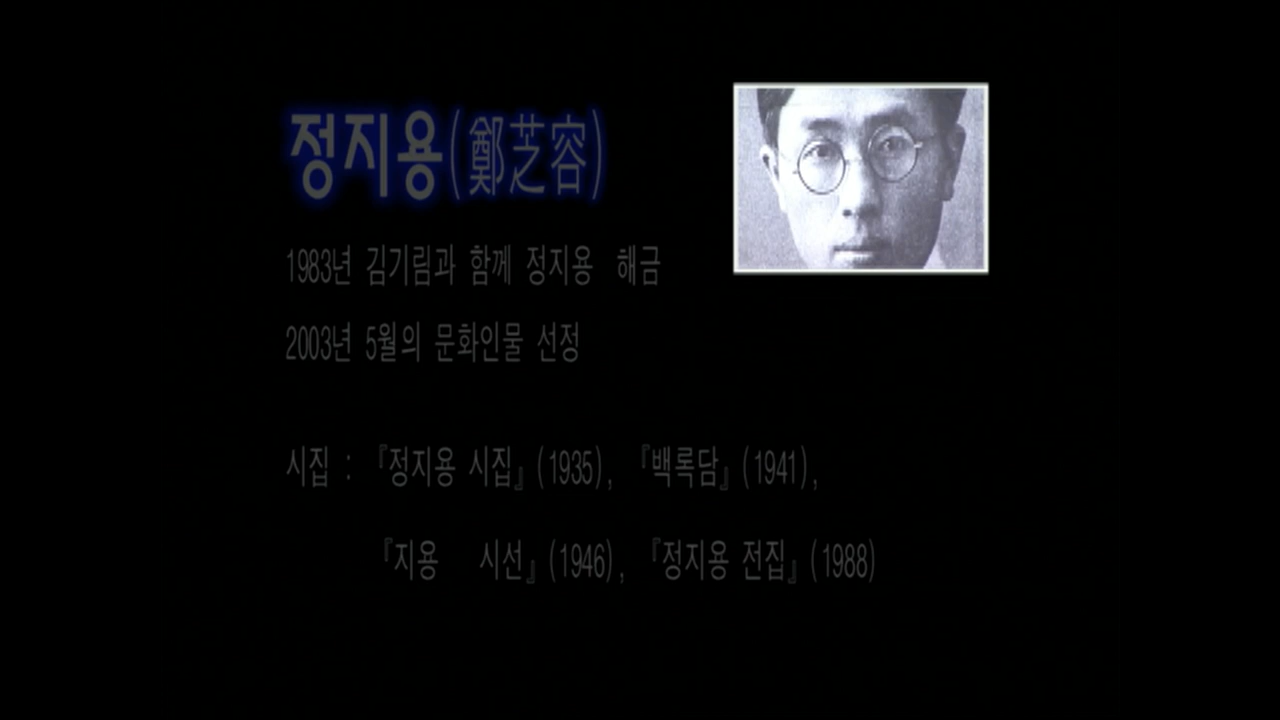 정지용(鄭芝容)
1983년 김기림과 함께 정지용 해금
2003년 5월의 문화인물 선정
시집 : 『정지용 시집』(1935), 『백록담』(1941),
『지용 시선』(1946), 『정지용 전집』(1988)